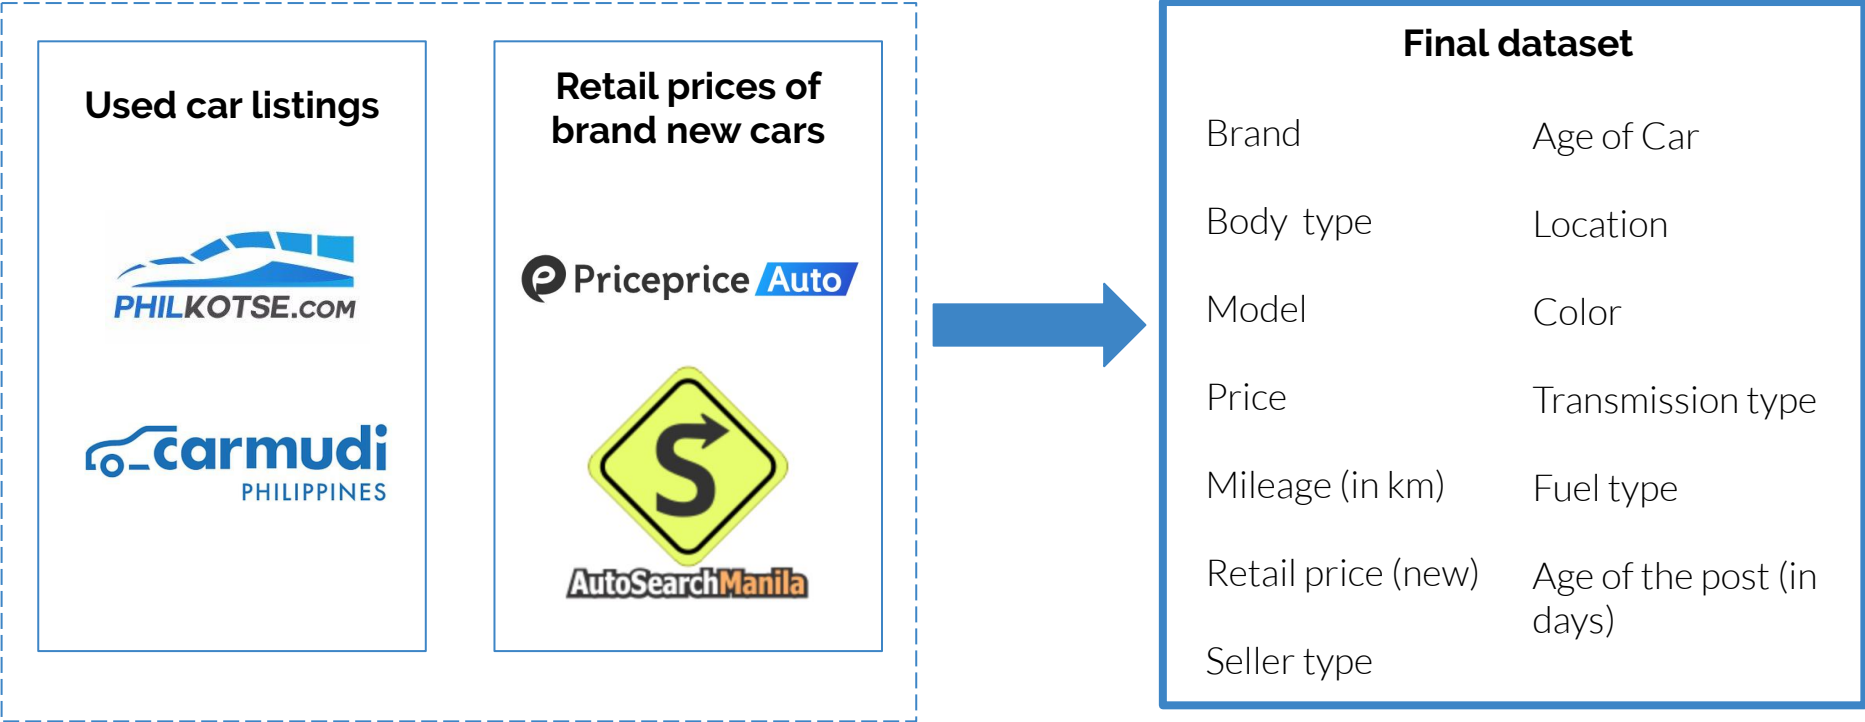 Used car listings
PHILKOTSE.COM
carmudi
PHILIPPINES
Retail prices of
brand new cars
Priceprice Auto
S
AutoSearchManila
Final dataset
Brand
Body type
Model
Price
Mileage (in km)
Retail price (new)
Seller type
Age of Car
Location
Color
Transmission type
Fuel type
Age of the post (in
days)